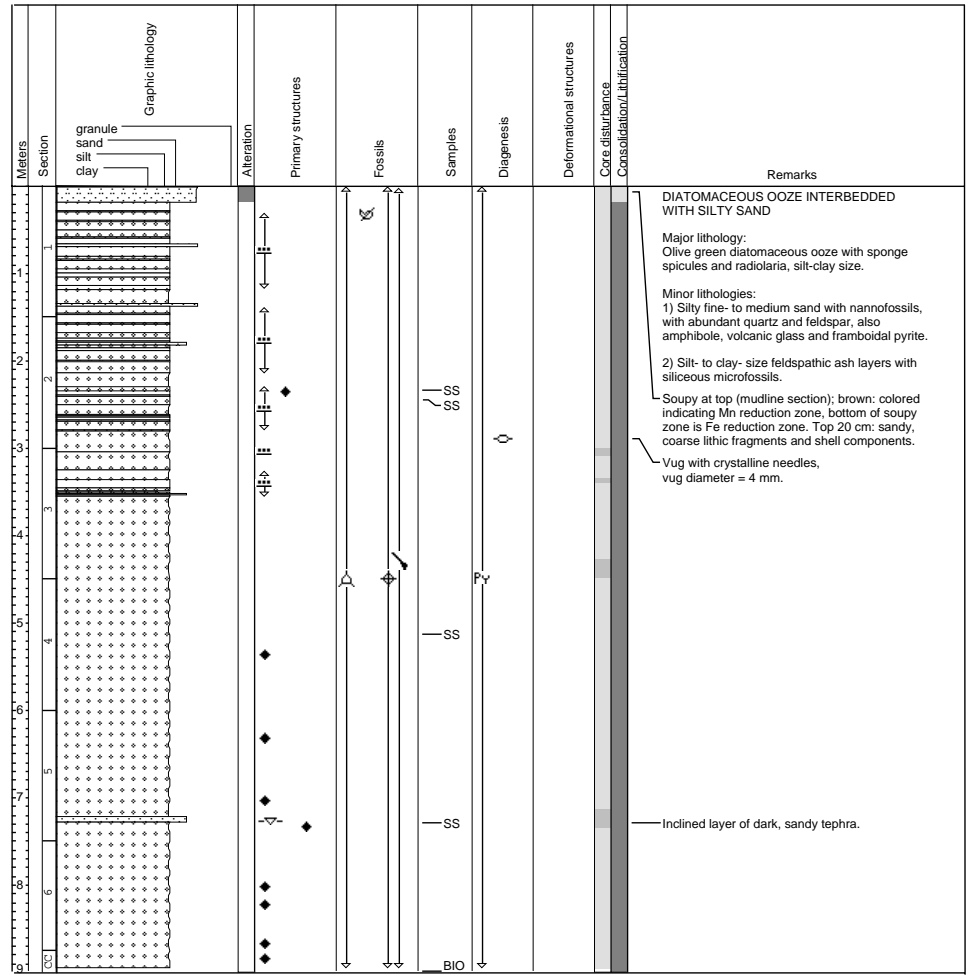 Meters
Section
Graphic lithology
granule
sand
silt
clay
Alteration
Primary structures
Fossils
Samples
Diagenesis
Deformational structures
Core disturbance
Consolidation/Lithification
Remarks
1
2
3
4
5
6
7
8
9
1
2
3
4
5
6
CC
SS
SS
SS
SS
BIO
Py
DIATOMACEOUS OOZE INTERBEDDED
WITH SILTY SAND
Major lithology:
Olive green diatomaceous ooze with sponge
spicules and radiolaria, silt-clay size.
Minor lithologies:
1) Silty fine- to medium sand with nannofossils,
with abundant quartz and feldspar, also
amphibole, volcanic glass and framboidal pyrite.
2) Silt- to clay- size feldspathic ash layers with
siliceous microfossils.
Soupy at top (mudline section); brown: colored
indicating Mn reduction zone, bottom of soupy
zone is Fe reduction zone. Top 20 cm: sandy,
coarse lithic fragments and shell components.
Vug with crystalline needles,
vug diameter = 4 mm.
Inclined layer of dark, sandy tephra.